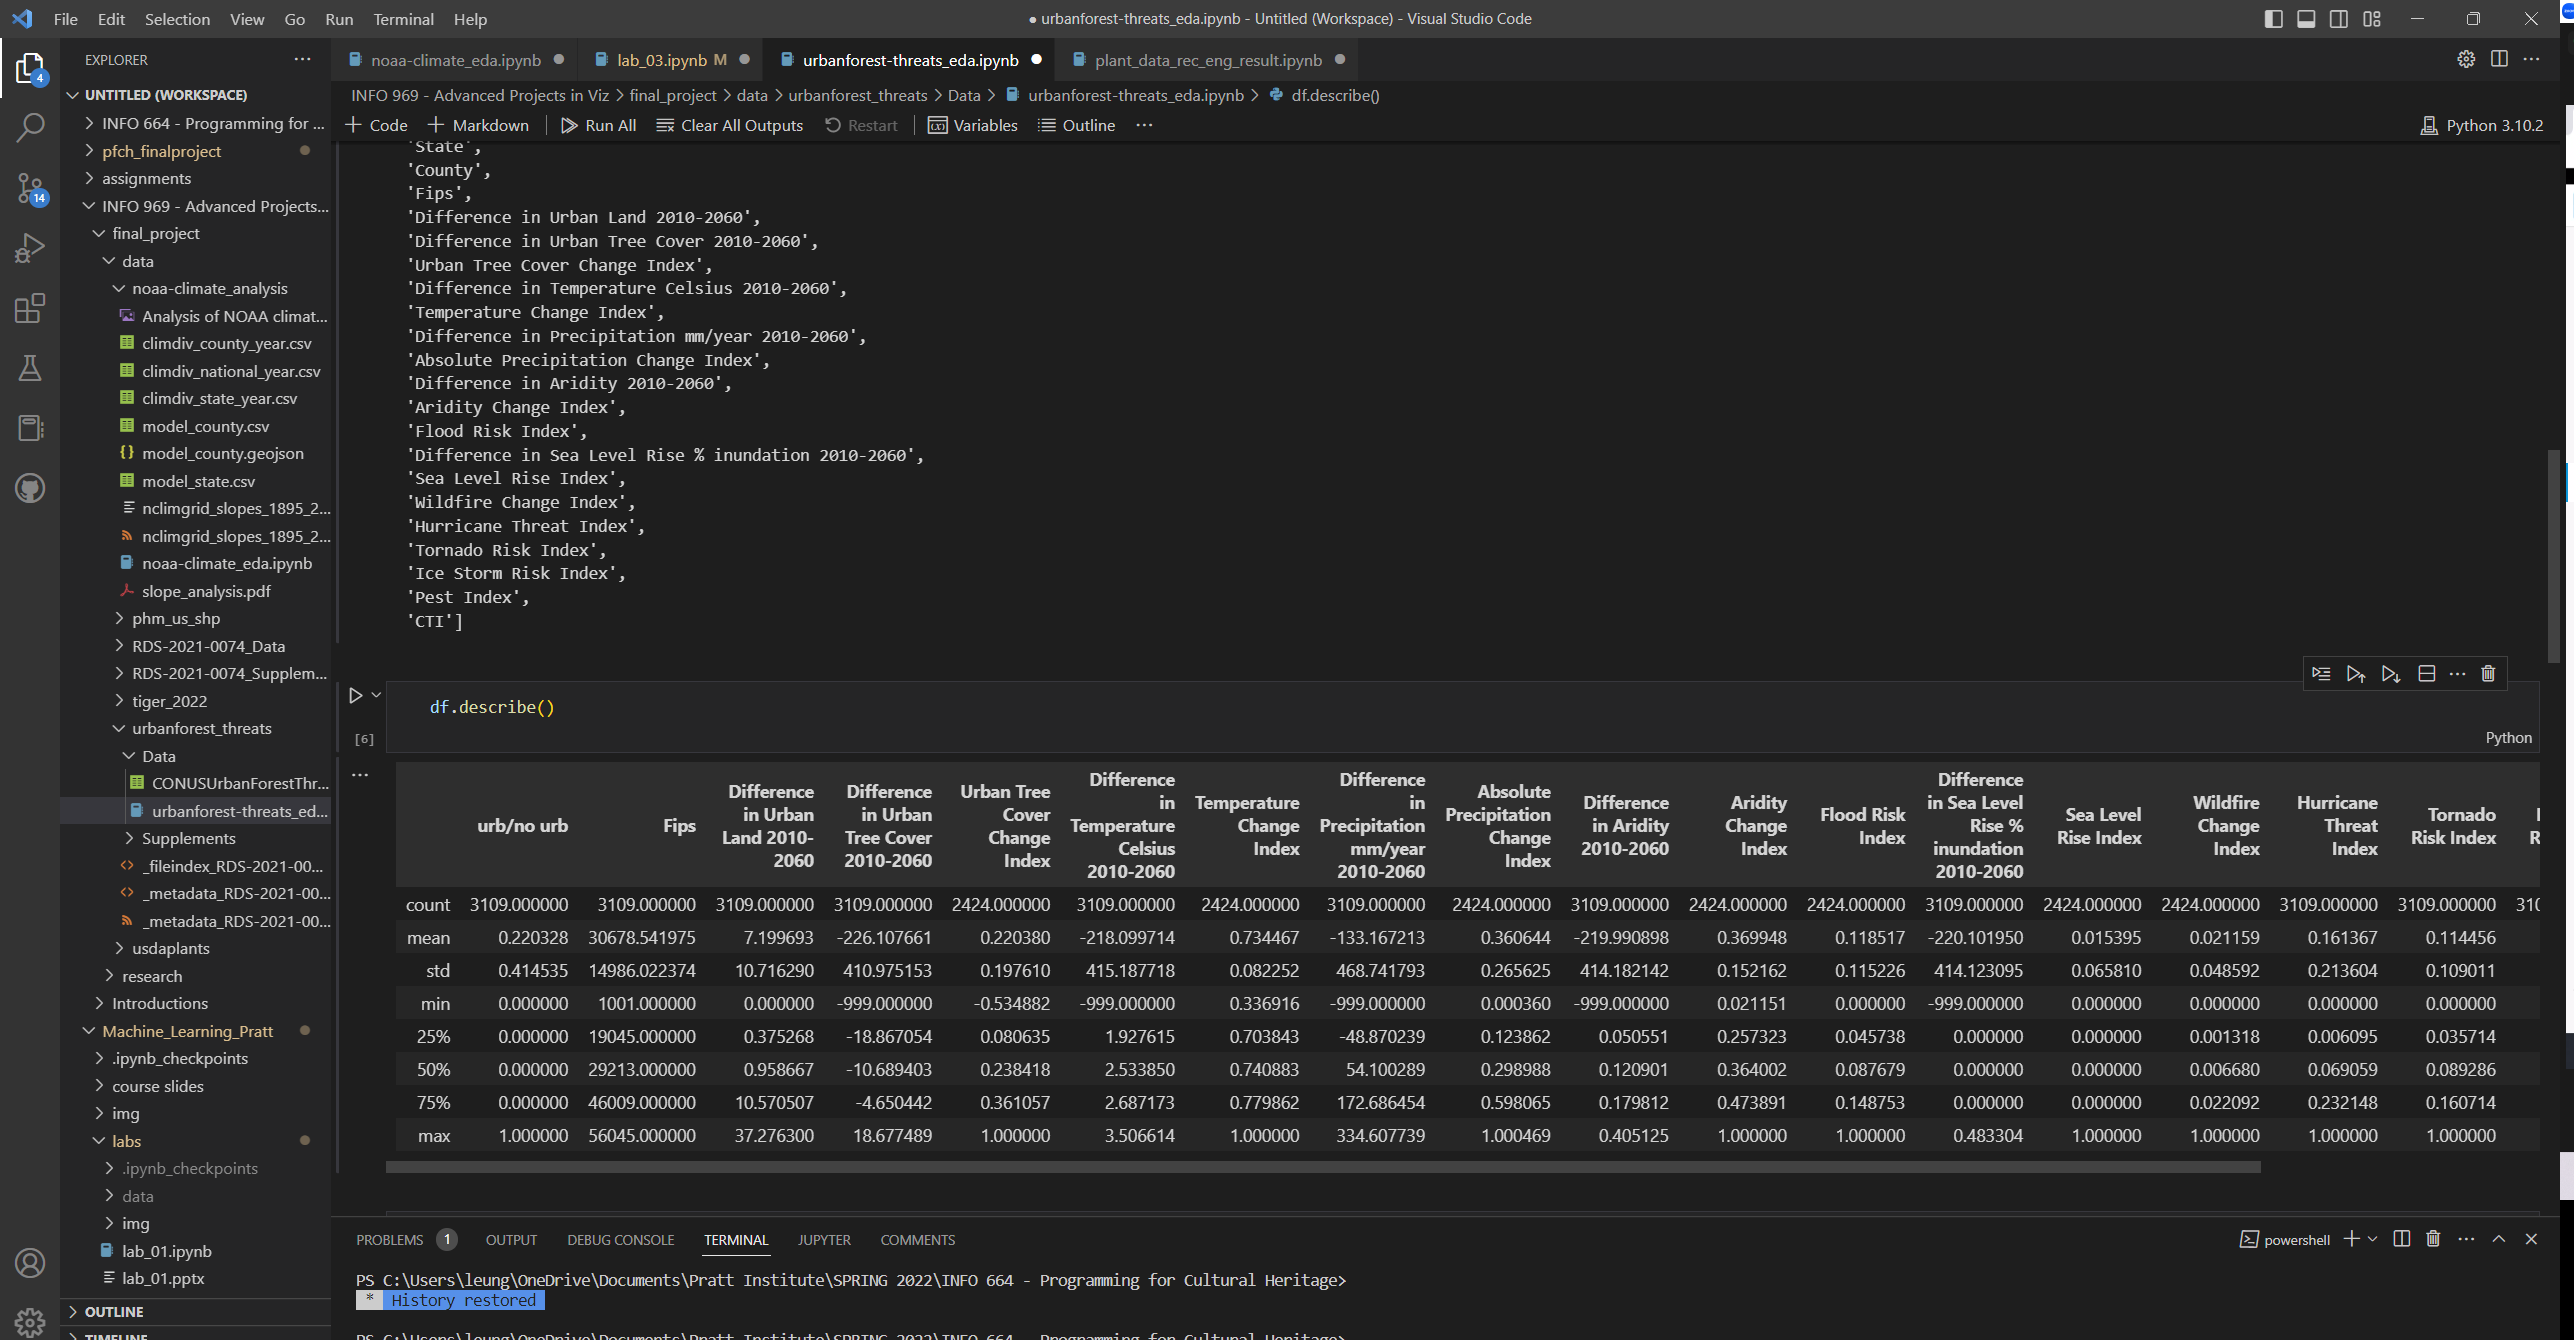 File Edit Selection View Go Run Terminal Help
● urbanforest-threats_eda.ipynb - Untitled (Workspace) - Visual Studio Code
EXPLORER
noaa-climate_eda.ipynb
lab_03.ipynb M
urbanforest-threats_eda.ipynb
plant_data_rec_eng_result.ipynb
INFO 969 - Advanced Projects in Viz > final_project > data > urbanforest_threats > Data > urbanforest-threats_eda.ipynb > df.describe()
+ Code + Markdown Run All Clear All Outputs Restart Variables Outline ...
Python 3.10.2
4
14
UNTITLED (WORKSPACE)
INFO 664 - Programming for ...
pfch_finalproject
assignments
INFO 969 - Advanced Projects...
final_project
data
noaa-climate_analysis
Analysis of NOAA climat...
climdiv_county_year.csv
climdiv_national_year.csv
climdiv_state_year.csv
model_county.csv
model_county.geojson
model_state.csv
nclimgrid_slopes_1895_2...
nclimgrid_slopes_1895_2...
noaa-climate_eda.ipynb
slope_analysis.pdf
phm_us_shp
RDS-2021-0074_Data
RDS-2021-0074_Supplem...
tiger_2022
urbanforest_threats
Data
CONUSUrbanForestThr...
urbanforest-threats_ed...
Supplements
_fileindex_RDS-2021-00...
_metadata_RDS-2021-00...
_metadata_RDS-2021-00...
usdaplants
research
Introductions
Machine_Learning_Pratt
.ipynb_checkpoints
course slides
img
labs
.ipynb_checkpoints
data
img
lab_01.ipynb
lab_01.pptx
OUTLINE
TIMELINE
'State',
'County',
'Fips',
'Difference in Urban Land 2010-2060',
'Difference in Urban Tree Cover 2010-2060',
'Urban Tree Cover Change Index',
'Difference in Temperature Celsius 2010-2060',
'Temperature Change Index',
'Difference in Precipitation mm/year 2010-2060',
'Absolute Precipitation Change Index',
'Difference in Aridity 2010-2060',
'Aridity Change Index',
'Flood Risk Index',
'Difference in Sea Level Rise % inundation 2010-2060',
'Sea Level Rise Index',
'Wildfire Change Index',
'Hurricane Threat Index',
'Tornado Risk Index',
'Ice Storm Risk Index',
'Pest Index',
'CTI']
df.describe()
[6]
Python
urb/no urb
Fips
Difference in Urban Land 2010-2060
Difference in Urban Tree Cover 2010-2060
Urban Tree Cover Change Index
Difference in Temperature Celsius 2010-2060
Temperature Change Index
Difference in Precipitation mm/year 2010-2060
Absolute Precipitation Change Index
Difference in Aridity 2010-2060
Aridity Change Index
Flood Risk Index
Difference in Sea Level Rise % inundation 2010-2060
Sea Level Rise Index
Wildfire Change Index
Hurricane Threat Index
Tornado Risk Index
count 3109.000000 3109.000000 3109.000000 3109.000000 2424.000000 3109.000000 2424.000000 3109.000000 2424.000000 3109.000000 2424.000000 2424.000000 3109.000000 2424.000000 2424.000000 3109.000000 3109.000000 310
mean 0.220328 30678.541975 7.199693 -226.107661 0.220380 -218.099714 0.734467 -133.167213 0.360644 -219.990898 0.369948 0.118517 -220.101950 0.015395 0.021159 0.161367 0.114456
std 0.414535 14986.022374 10.716290 410.975153 0.197610 415.187718 0.082252 468.741793 0.265625 414.182142 0.152162 0.115226 414.123095 0.065810 0.048592 0.213604 0.109011
min 0.000000 1001.000000 0.000000 -999.000000 -0.534882 -999.000000 0.336916 -999.000000 0.000360 -999.000000 0.021151 0.000000 -999.000000 0.000000 0.000000 0.000000 0.000000
25% 0.000000 19045.000000 0.375268 -18.867054 0.080635 1.927615 0.703843 -48.870239 0.123862 0.050551 0.257323 0.045738 0.000000 0.000000 0.001318 0.006095 0.035714
50% 0.000000 29213.000000 0.958667 -10.689403 0.238418 2.533850 0.740883 54.100289 0.298988 0.120901 0.364002 0.087679 0.000000 0.000000 0.006680 0.069059 0.089286
75% 0.000000 46009.000000 10.570507 -4.650442 0.361057 2.687173 0.779862 172.686454 0.598065 0.179812 0.473891 0.148753 0.000000 0.000000 0.022092 0.232148 0.160714
max 1.000000 56045.000000 37.276300 18.677489 1.000000 3.506614 1.000000 334.607739 1.000469 0.405125 1.000000 1.000000 0.483304 1.000000 1.000000 1.000000 1.000000
PROBLEMS 1 OUTPUT DEBUG CONSOLE TERMINAL JUPYTER COMMENTS
powershell
PS C:\Users\leung\OneDrive\Documents\Pratt Institute\SPRING 2022\INFO 664 - Programming for Cultural Heritage>
* History restored
PS C:\Users\leung\OneDrive\Documents\Pratt Institute\SPRING 2022\INFO 664 - Programming for Cultural Heritage>